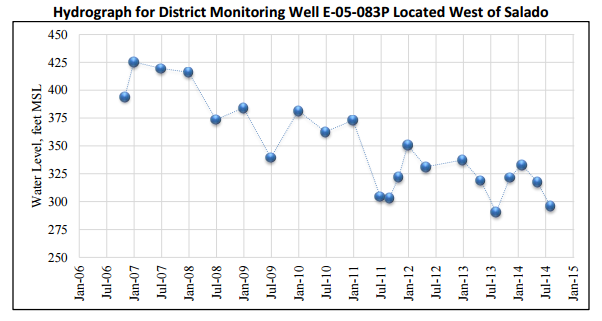 Hydrograph for District Monitoring Well E-05-083P Located West of Salado
Water Level, feet MSL
450
425
400
375
350
325
300
275
250
Jan-06
Jul-06
Jan-07
Jul-07
Jan-08
Jul-08
Jan-09
Jul-09
Jan-10
Jul-10
Jan-11
Jul-11
Jan-12
Jul-12
Jan-13
Jul-13
Jan-14
Jul-14
Jan-15